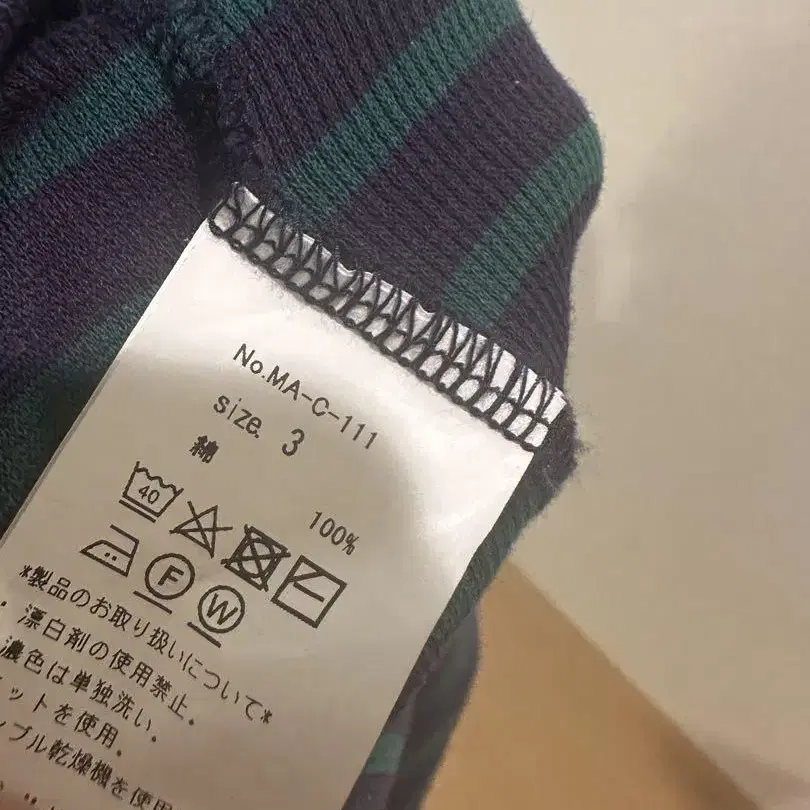 No.MA-C-111
size. 3
綿 100%
40
F W
*製品のお取り扱いについて*
・漂白剤の使用禁止.
濃色は単独洗い.
ットを使用.
ブル乾燥機を使用